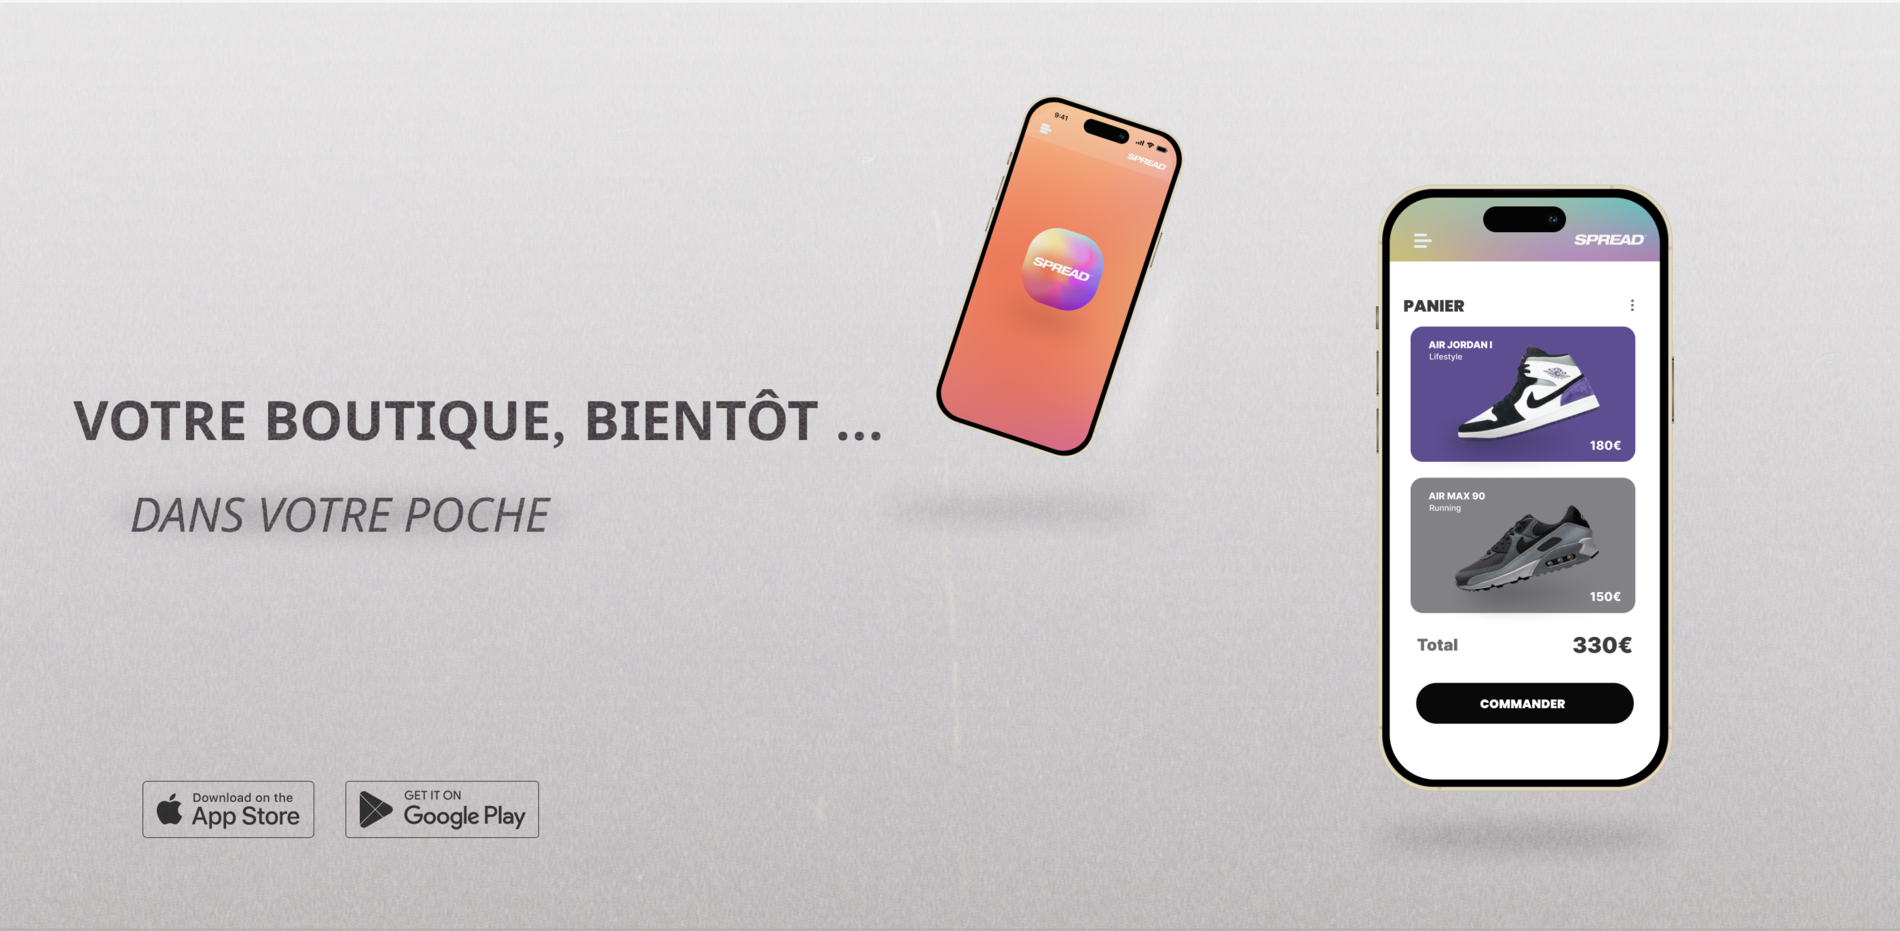 VOTRE BOUTIQUE, BIENTÔT ...
DANS VOTRE POCHE
Download on the
App Store
GET IT ON
Google Play
9:41
SPREAD
SPREAD
SPREAD
PANIER
AIR JORDAN I
Lifestyle
180€
AIR MAX 90
Running
150€
Total 330€
COMMANDER